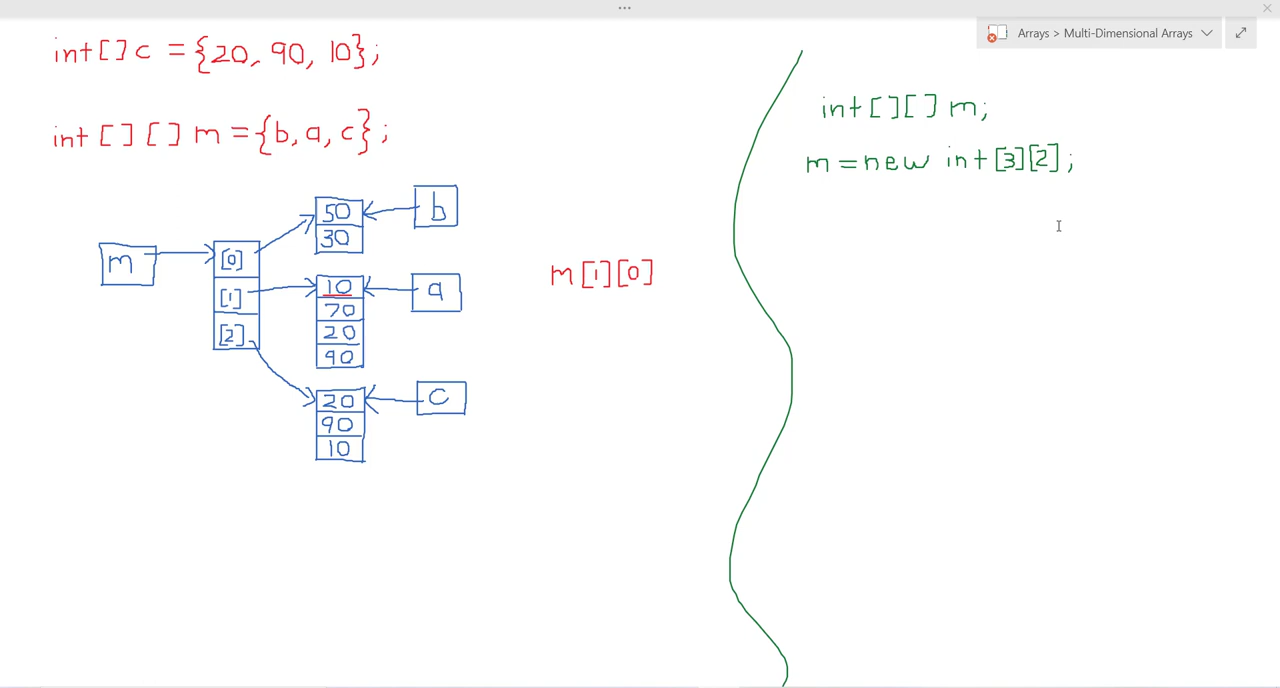 Arrays > Multi-Dimensional Arrays
int[]c = {20, 90, 10};
int[][]m={b,a,c};
m
[0]
[1]
[2]
50
30
b
10
70
20
90
a
20
90
10
c
m[1][0]
int[][]m;
m=new int[3][2];